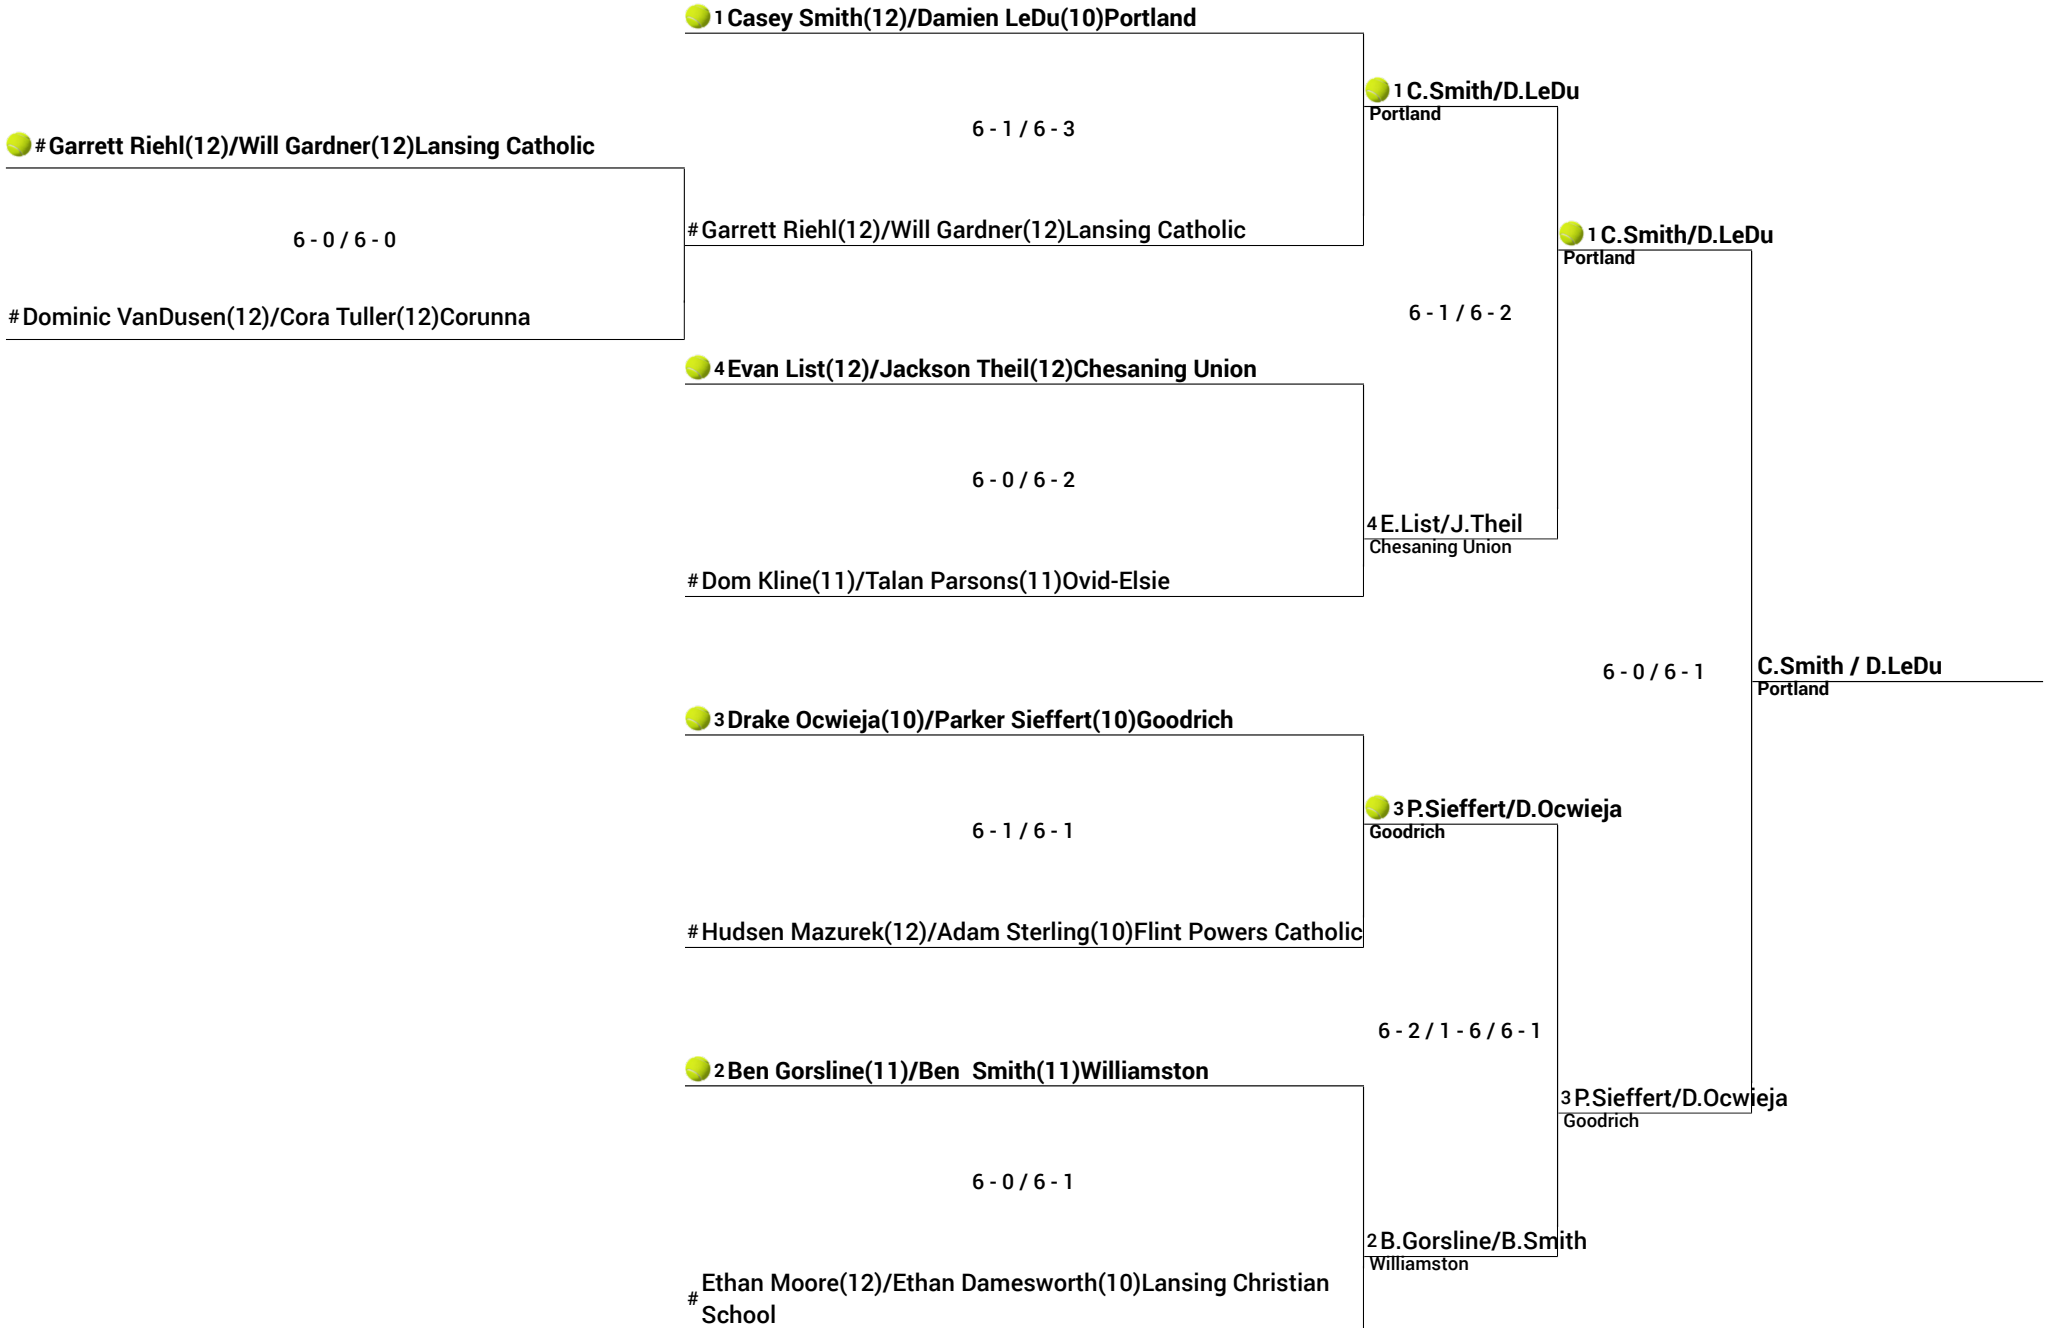 1 Casey Smith(12)/Damien LeDu(10)Portland
6 - 1 / 6 - 3
# Garrett Riehl(12)/Will Gardner(12)Lansing Catholic
6 - 0 / 6 - 0
# Dominic VanDusen(12)/Cora Tuller(12)Corunna
# Garrett Riehl(12)/Will Gardner(12)Lansing Catholic
1 C.Smith/D.LeDu
Portland
6 - 1 / 6 - 2
1 C.Smith/D.LeDu
Portland
4 Evan List(12)/Jackson Theil(12)Chesaning Union
6 - 0 / 6 - 2
# Dom Kline(11)/Talan Parsons(11)Ovid-Elsie
4 E.List/J.Theil
Chesaning Union
6 - 0 / 6 - 1
C.Smith / D.LeDu
Portland
3 Drake Ocwieja(10)/Parker Sieffert(10)Goodrich
6 - 1 / 6 - 1
# Hudsen Mazurek(12)/Adam Sterling(10)Flint Powers Catholic
3 P.Sieffert/D.Ocwieja
Goodrich
6 - 2 / 1 - 6 / 6 - 1
3 P.Sieffert/D.Ocwieja
Goodrich
2 Ben Gorsline(11)/Ben  Smith(11)Williamston
6 - 0 / 6 - 1
# Ethan Moore(12)/Ethan Damesworth(10)Lansing Christian
School
2 B.Gorsline/B.Smith
Williamston